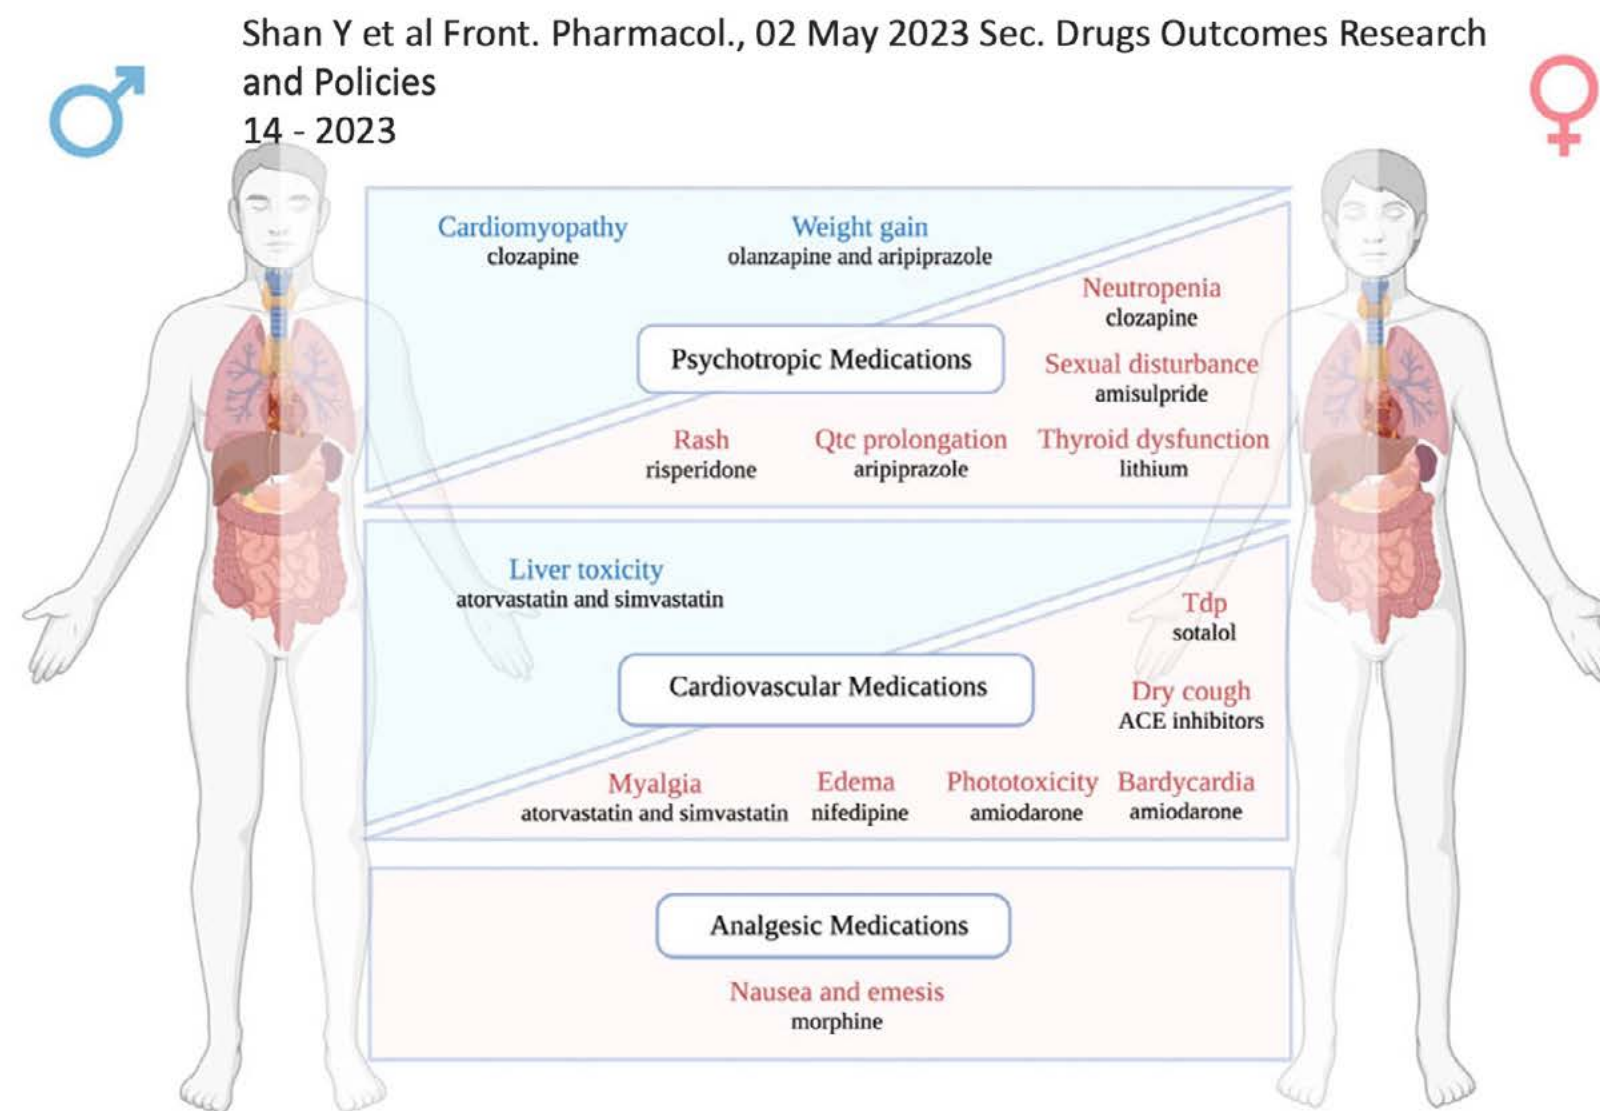 Shan Y et al Front. Pharmacol., 02 May 2023 Sec. Drugs Outcomes Research
and Policies
14 - 2023
Cardiomyopathy
clozapine
Weight gain
olanzapine and aripiprazole
Neutropenia
clozapine
Psychotropic Medications
Sexual disturbance
amisulpride
Rash
risperidone
Qtc prolongation
aripiprazole
Thyroid dysfunction
lithium
Liver toxicity
atorvastatin and simvastatin
Tdp
sotalol
Cardiovascular Medications
Dry cough
ACE inhibitors
Myalgia
atorvastatin and simvastatin
Edema
nifedipine
Phototoxicity
amiodarone
Bardycardia
amiodarone
Analgesic Medications
Nausea and emesis
morphine